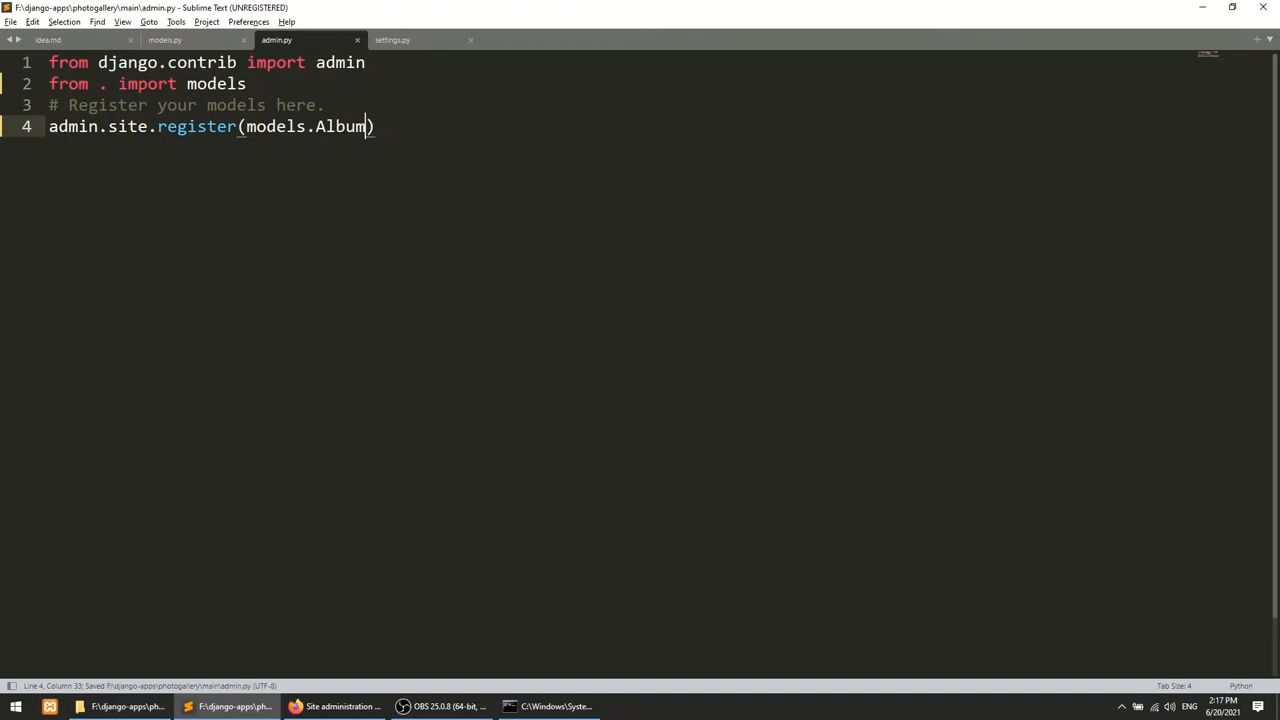 F:\django-apps\photogallery\main\admin.py - Sublime Text (UNREGISTERED)
File Edit Selection Find View Goto Tools Project Preferences Help
idea.md models.py admin.py settings.py
1 from django.contrib import admin
2 from . import models
3 # Register your models here.
4 admin.site.register(models.Album)
Line 4, Column 33; Saved F:\django-apps\photogallery\main\admin.py (UTF-8) Tab Size: 4 Python
F:\django-apps\ph... F:\django-apps\ph... Site administration ... OBS 25.0.8 (64-bit, ... C:\Windows\Syste... ENG 2:17 PM
6/20/2021